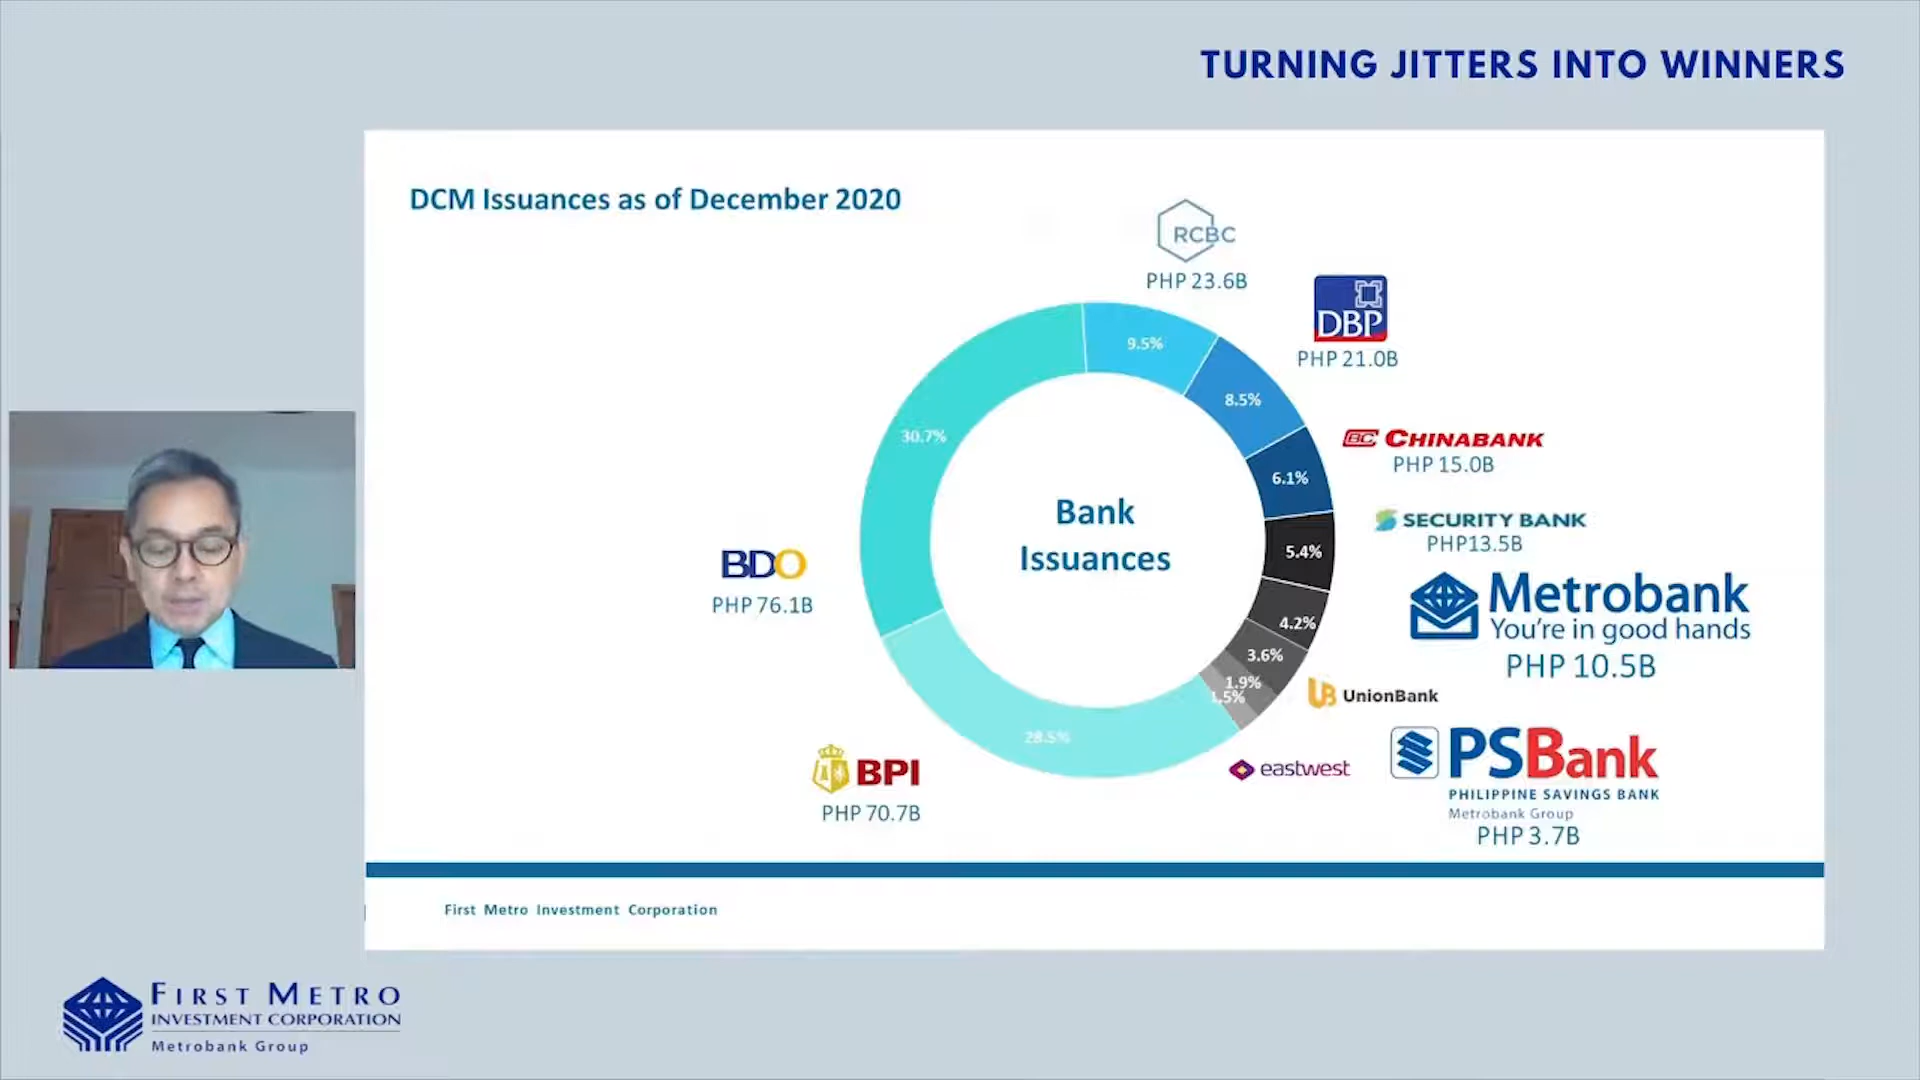 TURNING JITTERS INTO WINNERS
DCM Issuances as of December 2020
RCBC
PHP 23.6B
DBP
PHP 21.0B
CHINABANK
PHP 15.0B
SECURITY BANK
PHP13.5B
Metrobank
You're in good hands
PHP 10.5B
UB UnionBank
PSBank
PHILIPPINE SAVINGS BANK
Metrobank Group
PHP 3.7B
eastwest
BPI
PHP 70.7B
BDO
PHP 76.1B
9.5%
8.5%
6.1%
5.4%
4.2%
3.6%
1.9%
1.5%
28.5%
30.7%
Bank
Issuances
First Metro Investment Corporation
FIRST METRO
INVESTMENT CORPORATION
Metrobank Group